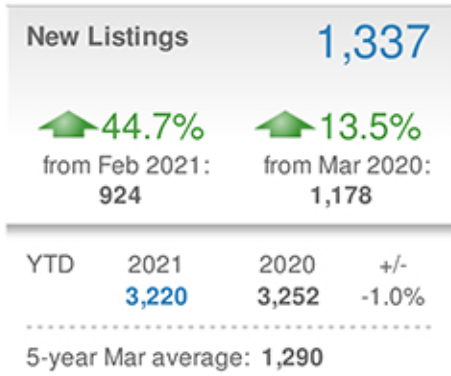 New Listings 1,337
44.7% 13.5%
from Feb 2021: from Mar 2020:
924 1,178
YTD 2021 2020 +/-
3,220 3,252 -1.0%
5-year Mar average: 1,290